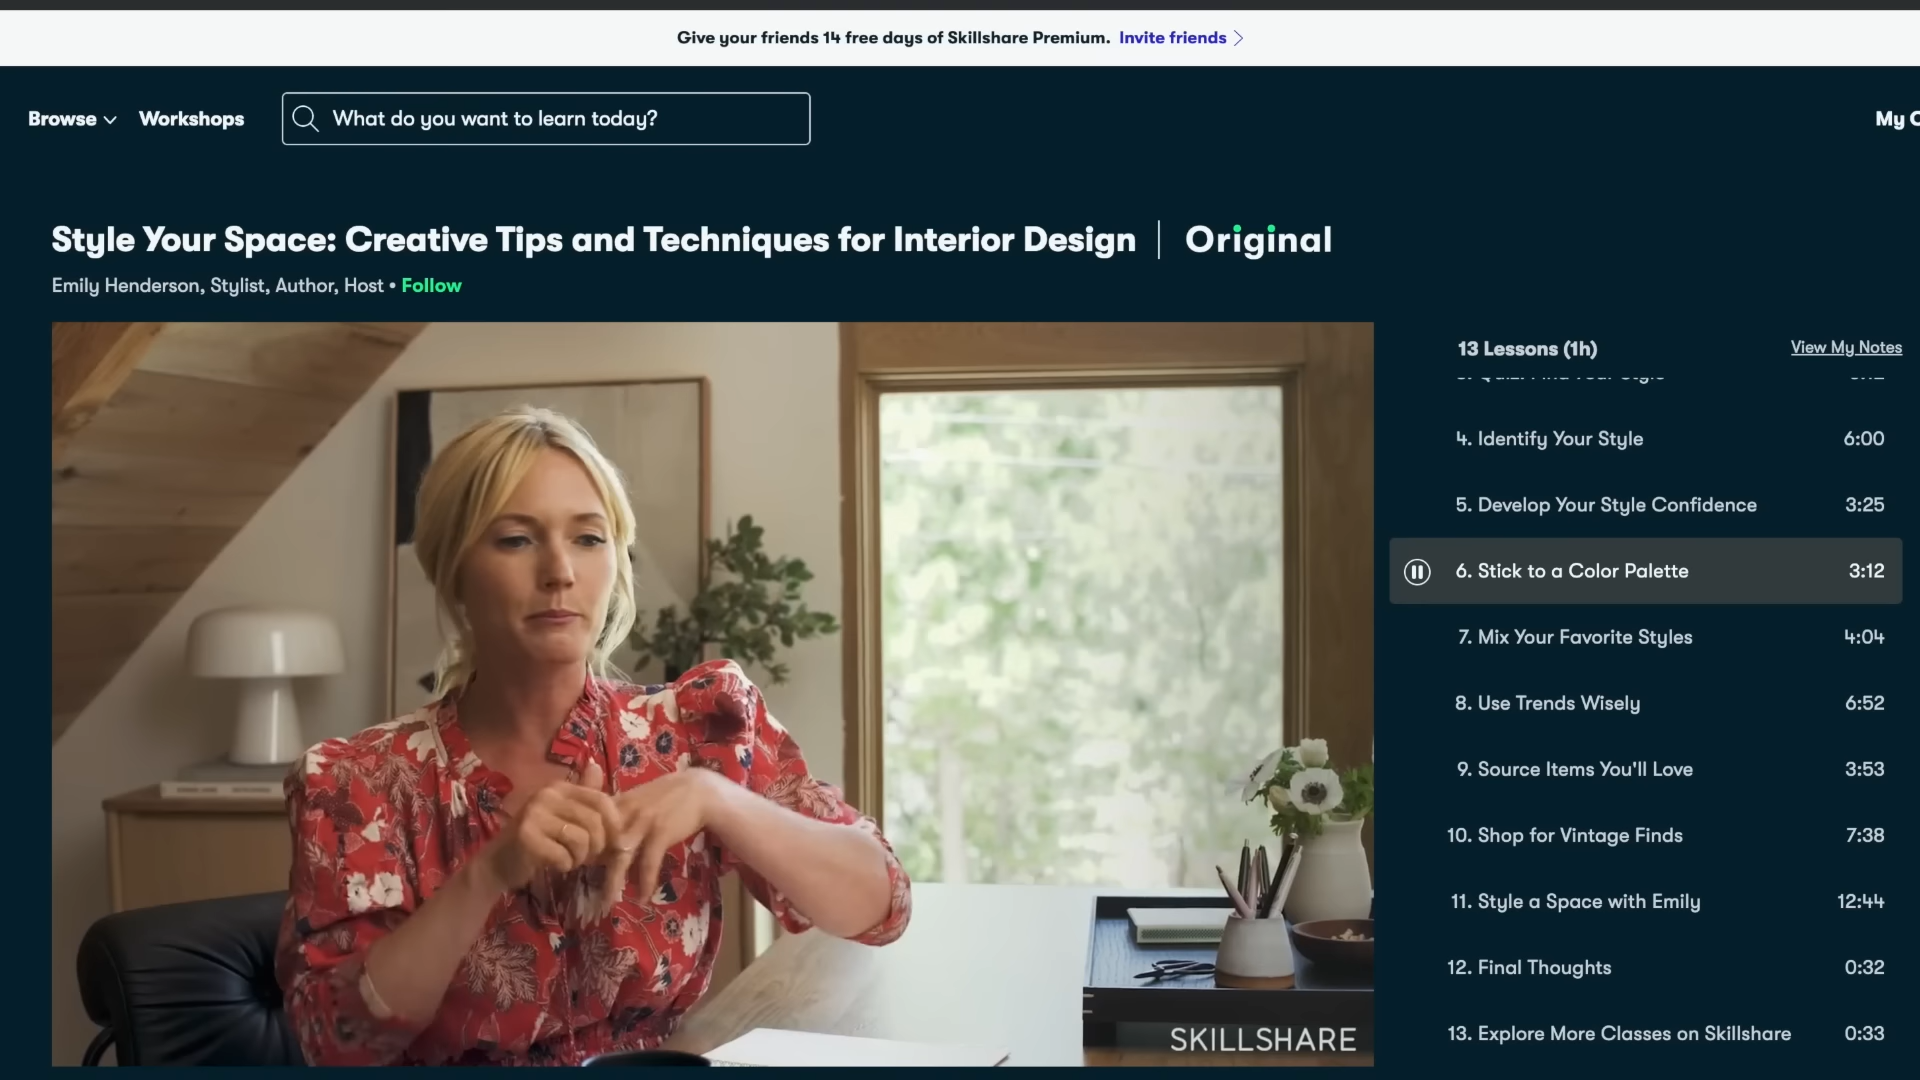 Give your friends 14 free days of Skillshare Premium. Invite friends
Browse Workshops What do you want to learn today? My
Style Your Space: Creative Tips and Techniques for Interior Design | Original
Emily Henderson, Stylist, Author, Host • Follow
13 Lessons (1h) View My Notes
4. Identify Your Style 6:00
5. Develop Your Style Confidence 3:25
6. Stick to a Color Palette 3:12
7. Mix Your Favorite Styles 4:04
8. Use Trends Wisely 6:52
9. Source Items You'll Love 3:53
10. Shop for Vintage Finds 7:38
11. Style a Space with Emily 12:44
12. Final Thoughts 0:32
13. Explore More Classes on Skillshare 0:33
SKILLSHARE